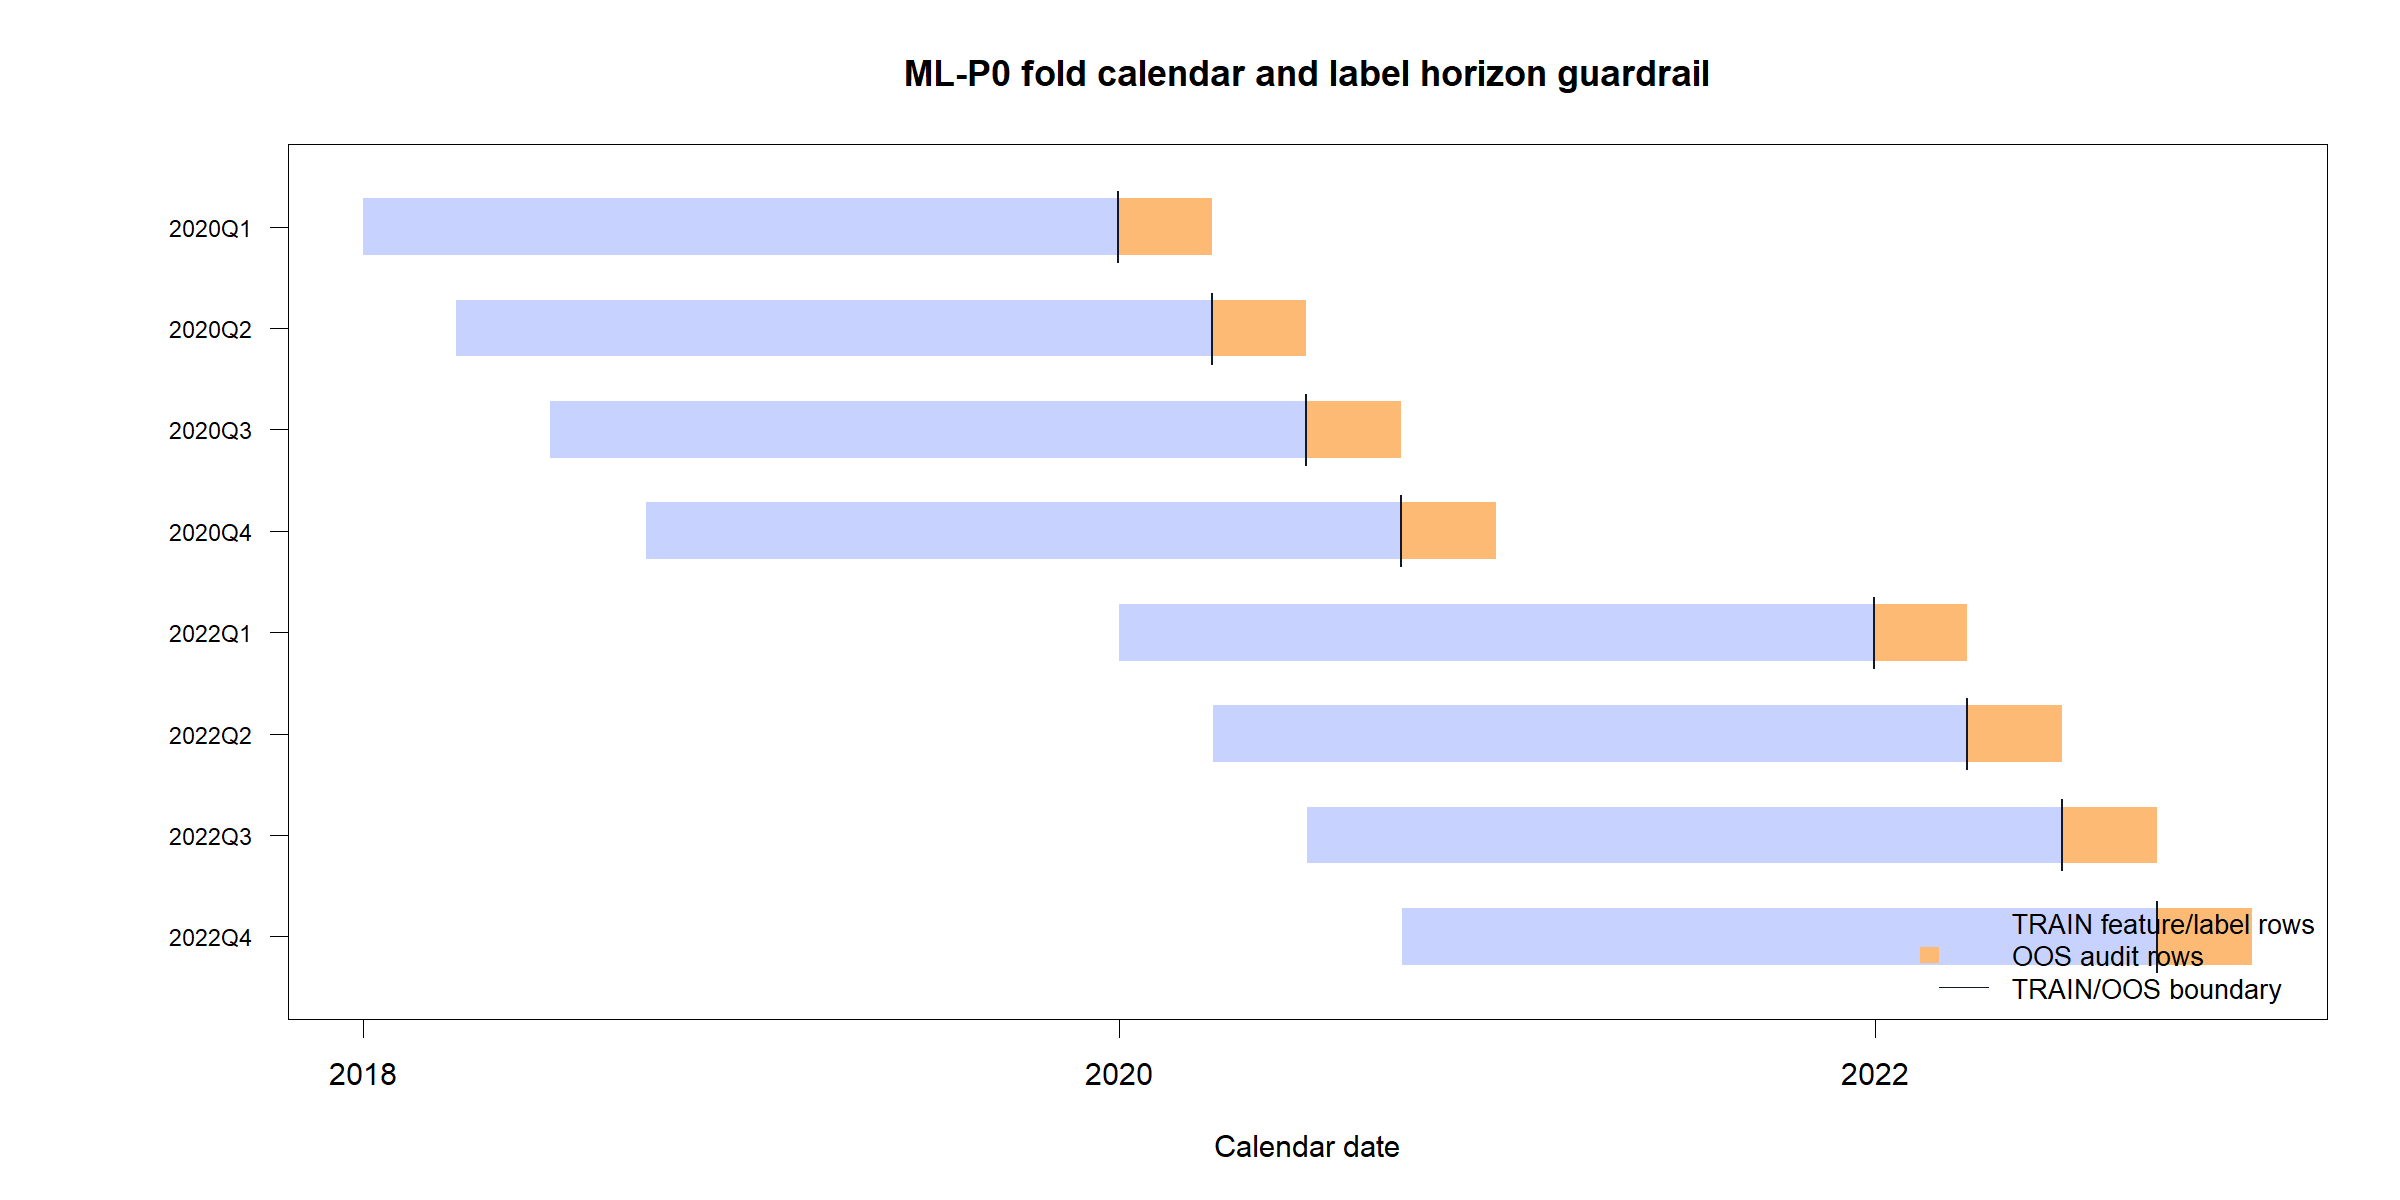 ML-P0 fold calendar and label horizon guardrail
2020Q1
2020Q2
2020Q3
2020Q4
2022Q1
2022Q2
2022Q3
2022Q4
TRAIN feature/label rows
OOS audit rows
TRAIN/OOS boundary
2018 2020 2022
Calendar date